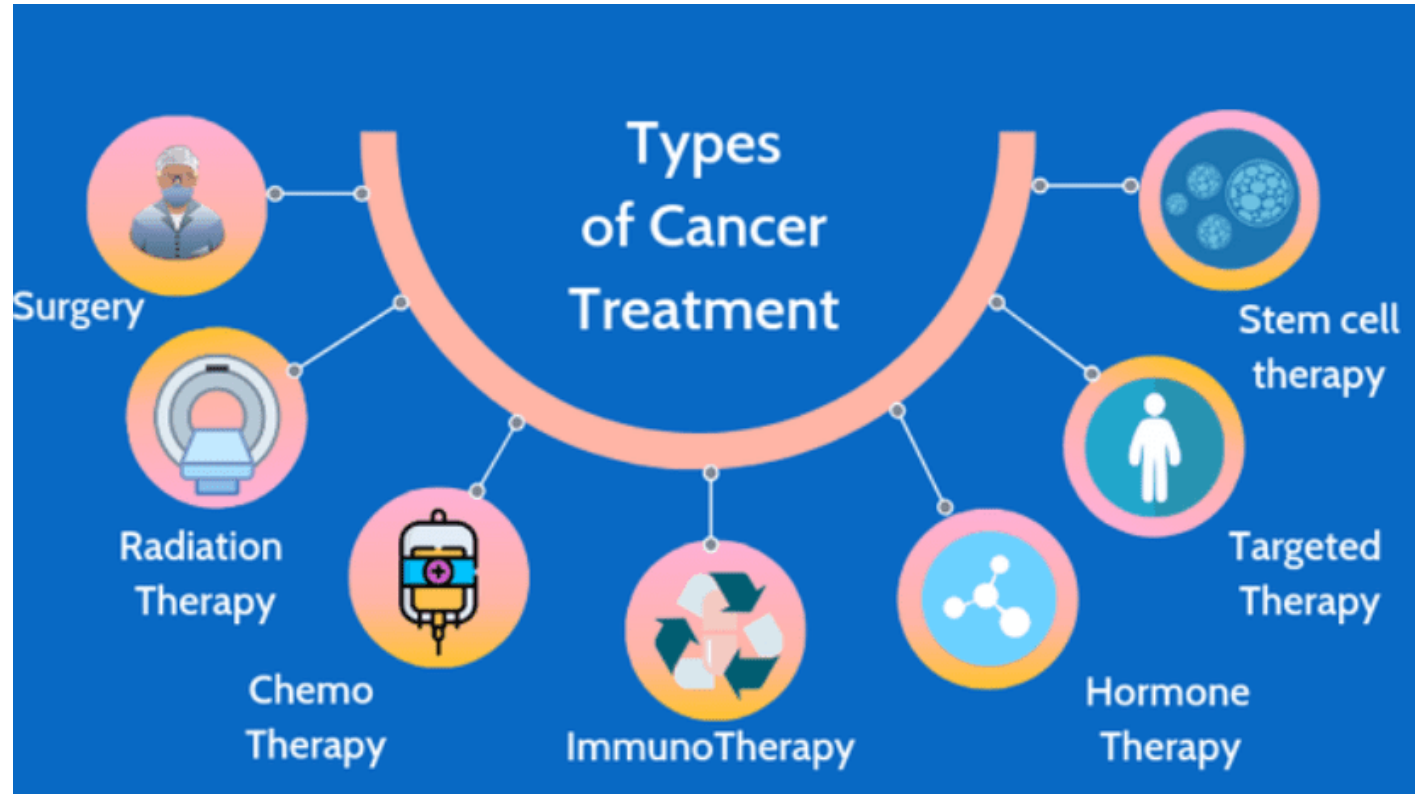 Types
of Cancer
Treatment
Surgery
Radiation
Therapy
Chemo
Therapy
ImmunoTherapy
Hormone
Therapy
Targeted
Therapy
Stem cell
therapy